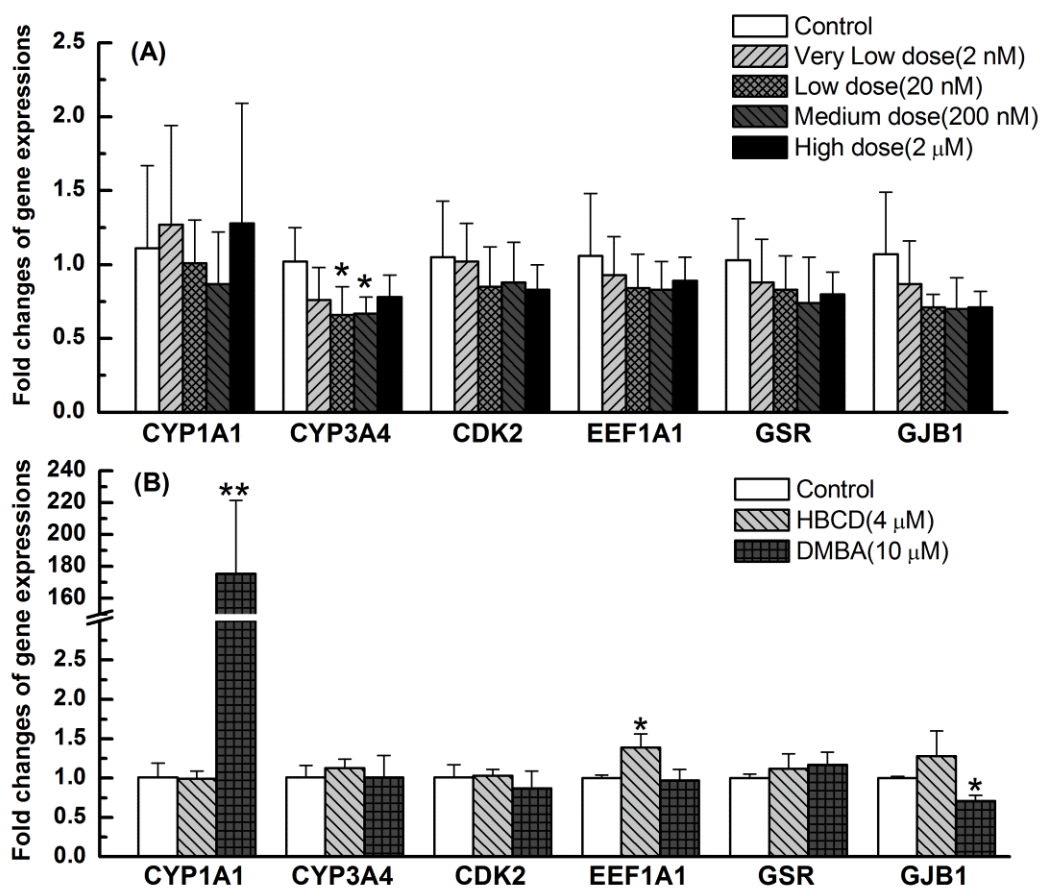 (A)
Control
Very Low dose(2 nM)
Low dose(20 nM)
Medium dose(200 nM)
High dose(2 μM)
Fold changes of gene expressions
2.5
2.0
1.5
1.0
0.5
0.0
* *
CYP1A1 CYP3A4 CDK2 EEF1A1 GSR GJB1
(B)
Control
HBCD(4 μM)
DMBA(10 μM)
Fold changes of gene expressions
240
220
200
180
160
2.5
2.0
1.5
1.0
0.5
0.0
**
*
*
CYP1A1 CYP3A4 CDK2 EEF1A1 GSR GJB1